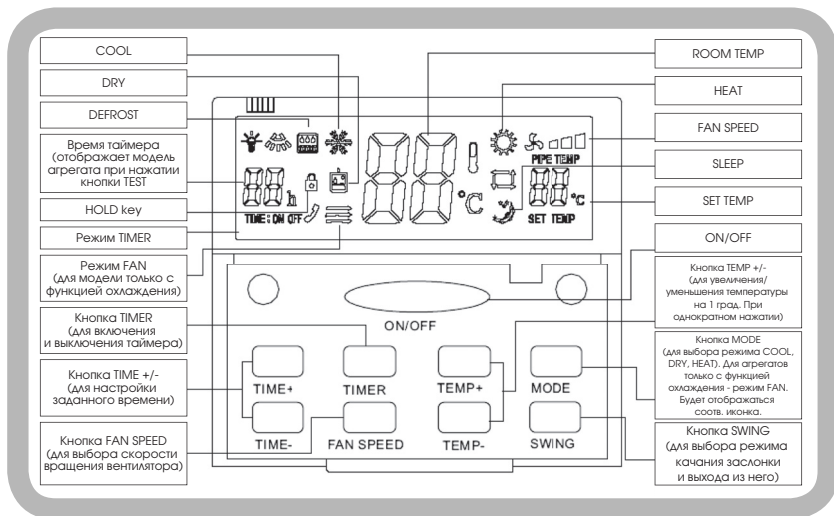 COOL
DRY
DEFROST
Время таймера
(отображает модель
агрегата при нажатии
кнопки TEST
HOLD key
Режим TIMER
Режим FAN
(для модели только с
функцией охлаждения)
Кнопка TIMER
(для включения
и выключения таймера)
Кнопка TIME +/-
(для настройки
заданного времени)
Кнопка FAN SPEED
(для выбора скорости
вращения вентилятора)
88 h
TIME: ON OFF
88 °C
PIPE TEMP
88 °C
SET TEMP
ON/OFF
TIME+ TIMER TEMP+ MODE
TIME- FAN SPEED TEMP- SWING
ROOM TEMP
HEAT
FAN SPEED
SLEEP
SET TEMP
ON/OFF
Кнопка TEMP +/-
(для увеличения/
уменьшения температуры
на 1 град. При
однократном нажатии)
Кнопка MODE
(для выбора режима COOL,
DRY, HEAT). Для агрегатов
только с функцией
охлаждения - режим FAN.
Будет отображаться
соотв. иконка.
Кнопка SWING
(для выбора режима
качания заслонки
и выхода из него)